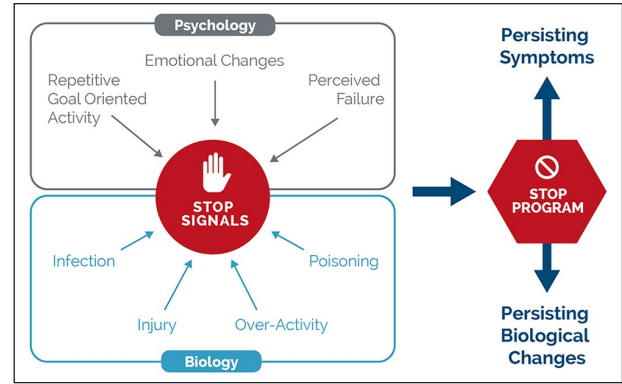 Psychology
Emotional Changes
Repetitive
Goal Oriented
Activity
Perceived
Failure
STOP
SIGNALS
Infection
Poisoning
Injury
Over-Activity
Biology
Persisting
Symptoms
STOP
PROGRAM
Persisting
Biological
Changes